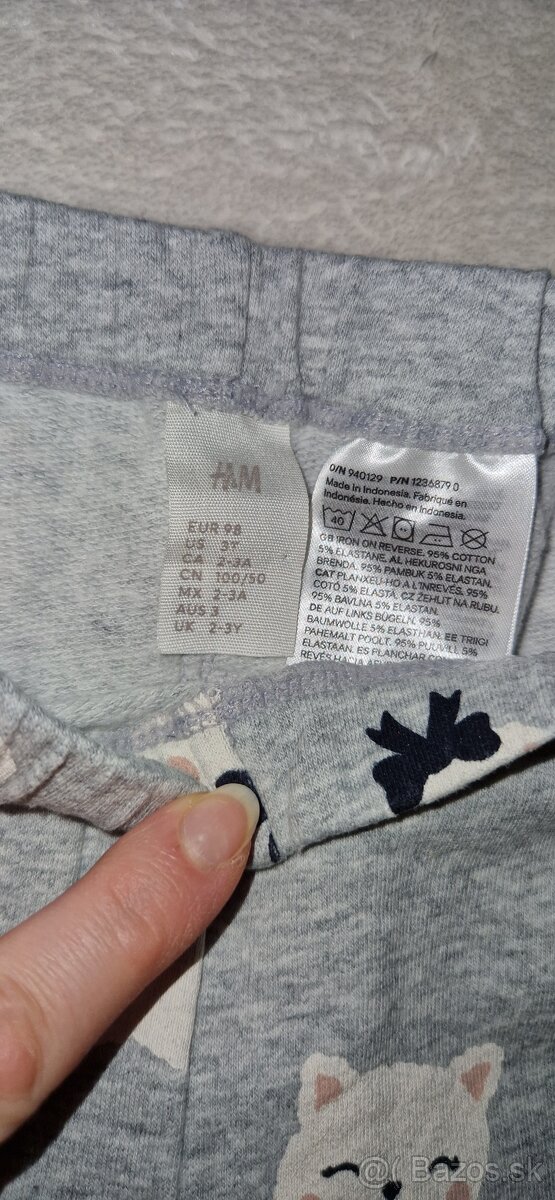 H&M
EUR 98
US 3T
CA 2-3A
CN 100/50
MX 2-3A
AUS 3
UK 2-3Y
O/N 940129 P/N 1236879 0
Made in Indonesia. Fabriqué en
Indonésie. Hecho en Indonesia.
40
GB IRON ON REVERSE. 95% COTTON
5% ELASTANE. AL HEKUROSNI NGA
BRENDA. 95% PAMBUK 5% ELASTAN.
CAT PLANXEU-HO A L'INREVÉS. 95%
COTÓ 5% ELASTÀ. CZ ŽEHLIT NA RUBU.
95% BAVLNA 5% ELASTAN.
DE AUF LINKS BÜGELN. 95%
BAUMWOLLE 5% ELASTHAN. EE TRIIGI
PAHEMALT POOLT. 95% PUUVILL 5%
ELASTAAN. ES PLANCHAR CON
REVÉS HACIA
@( Bazos.sk